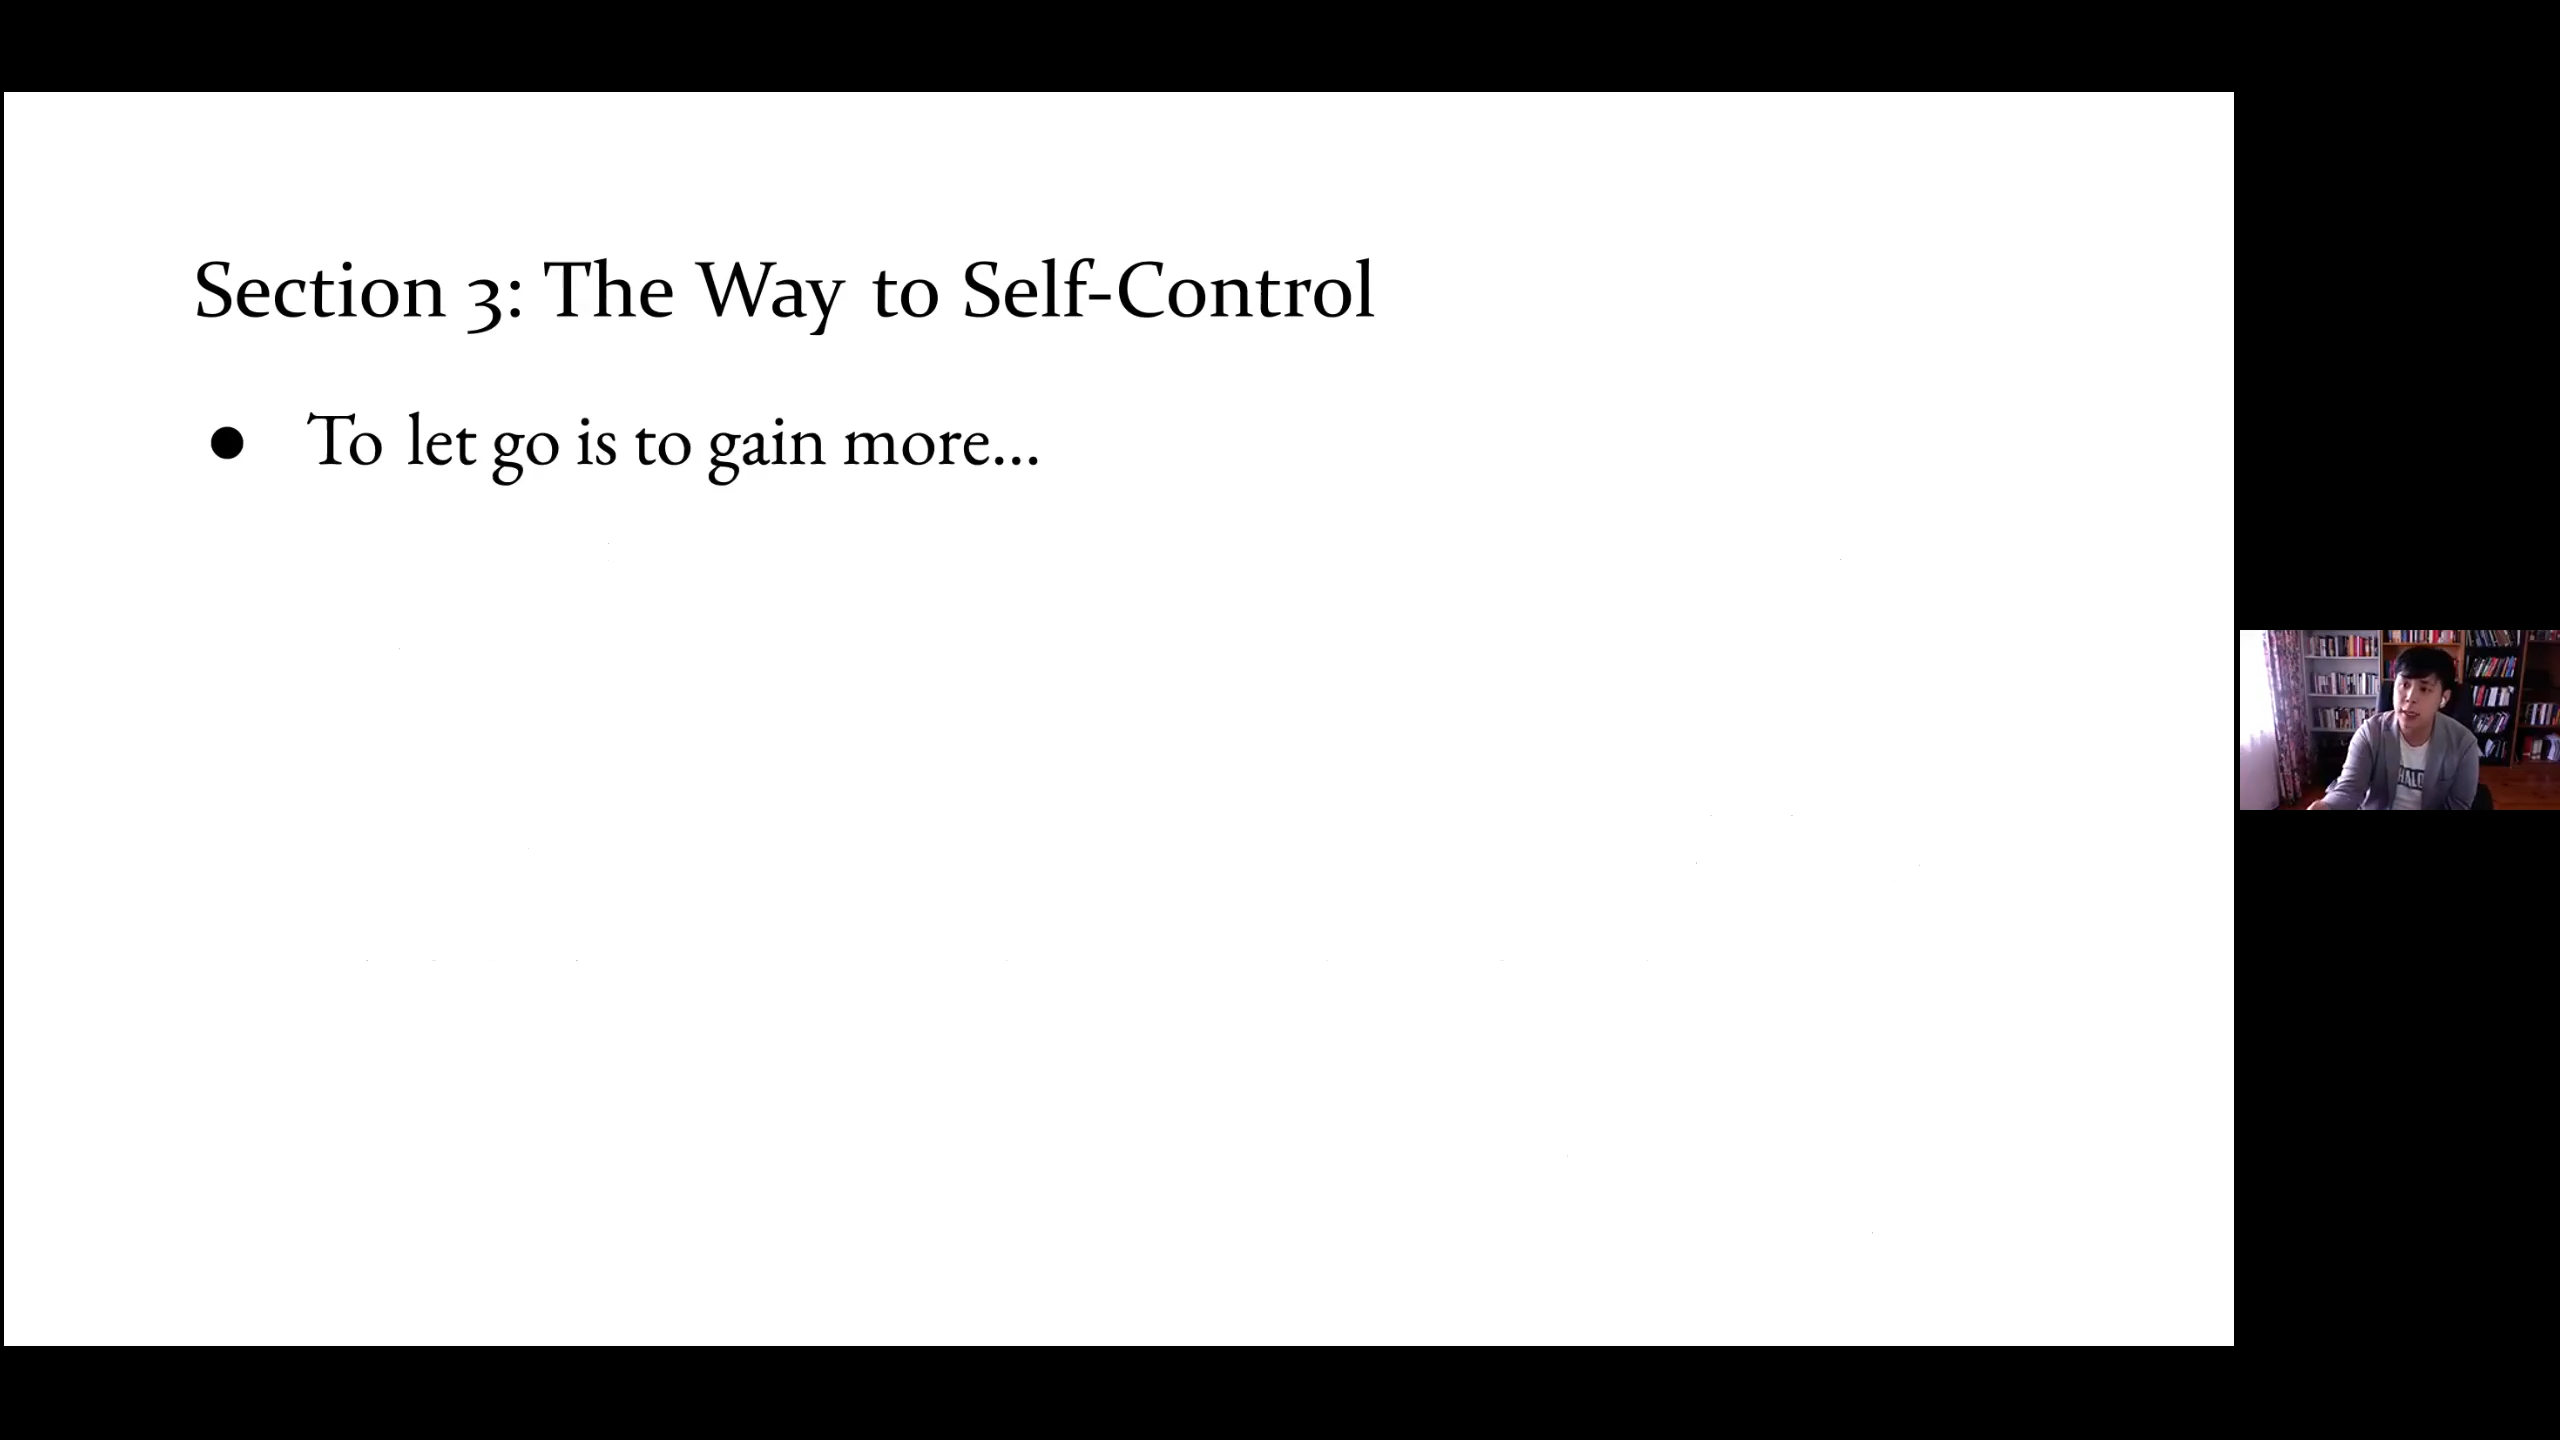 Section 3: The Way to Self-Control
● To let go is to gain more...